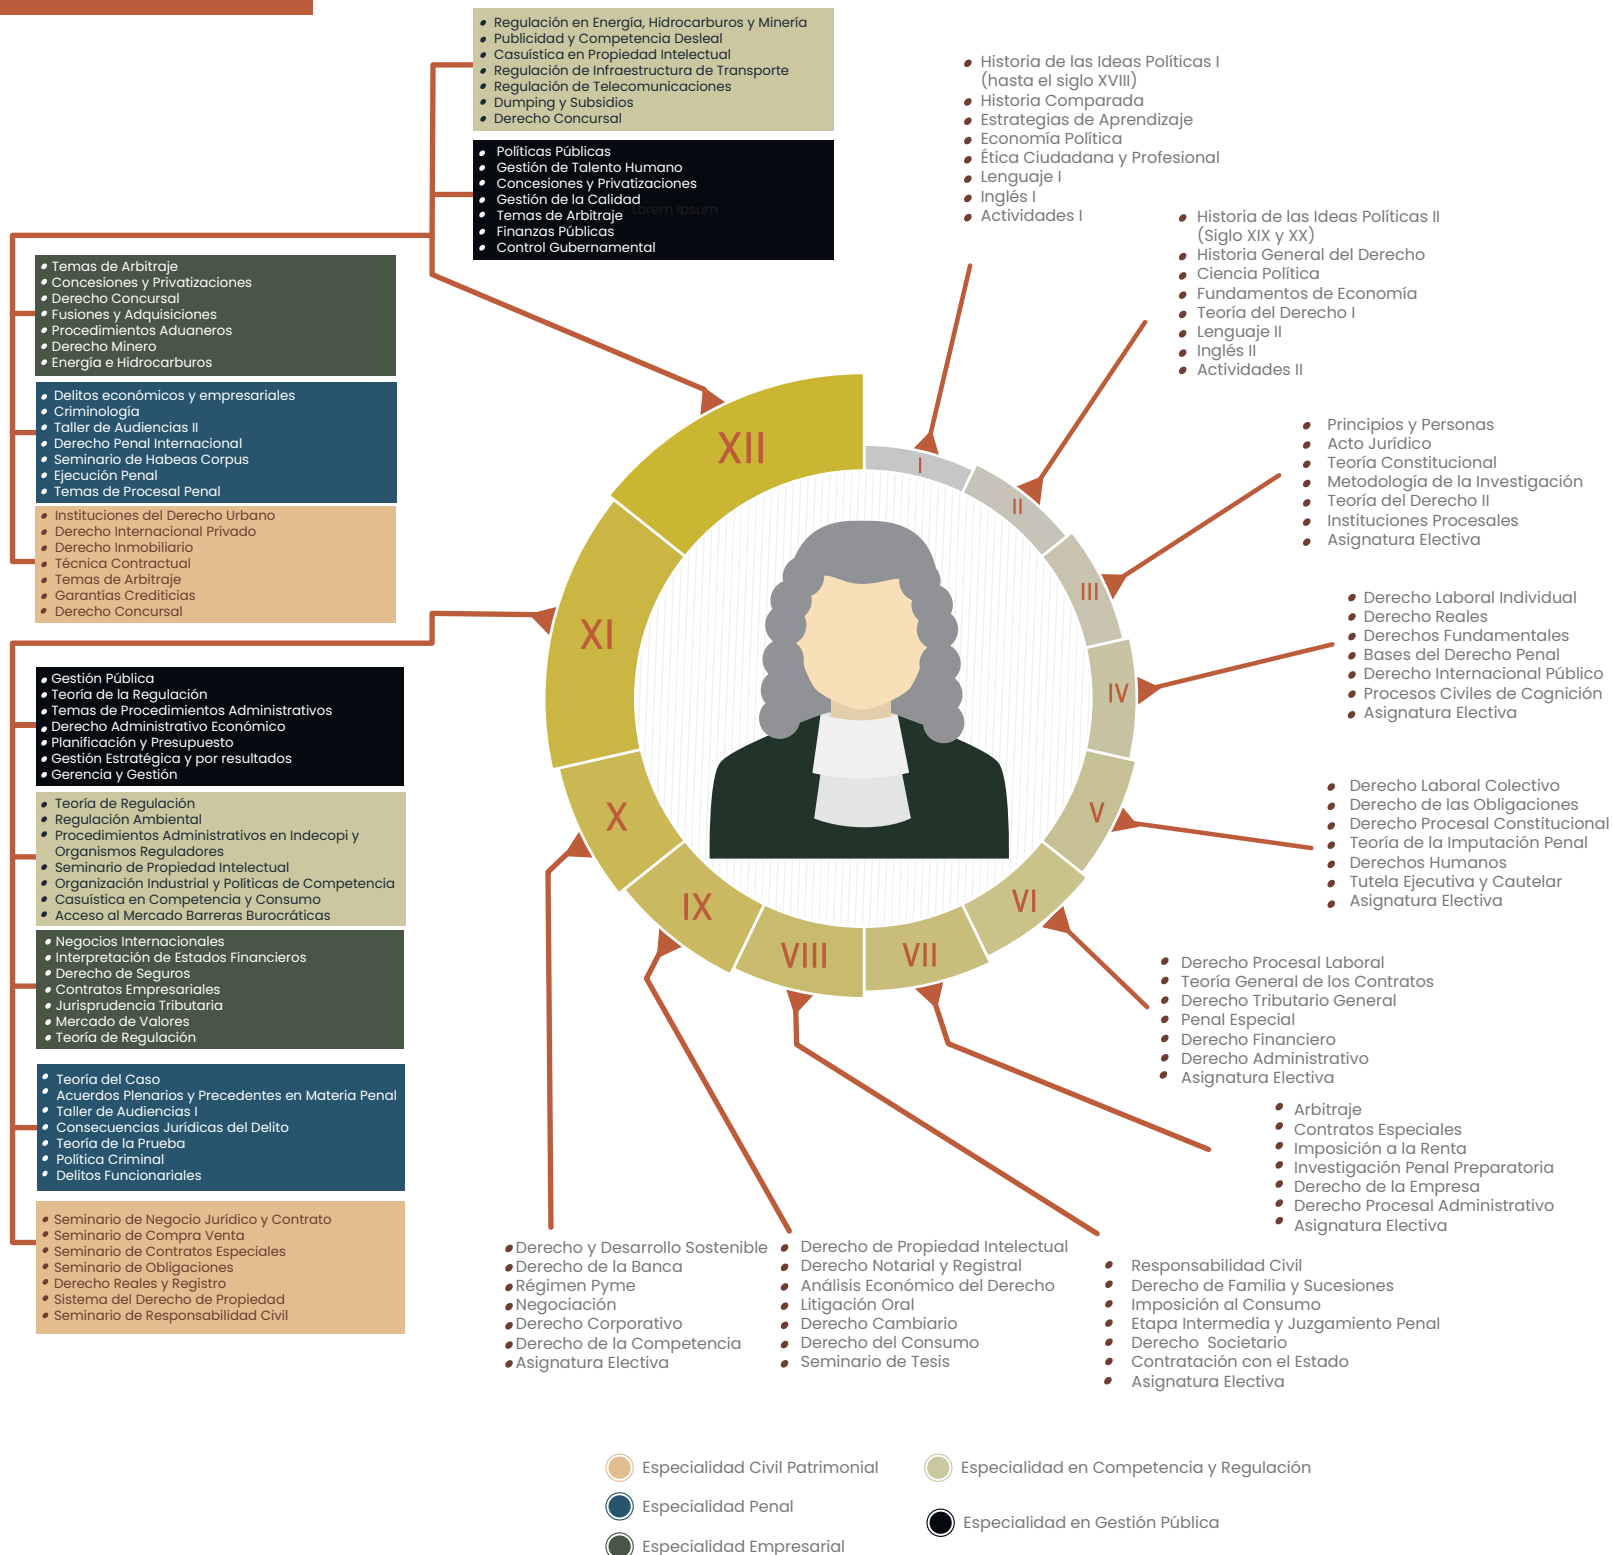 Regulación en Energía, Hidrocarburos y Minería
Publicidad y Competencia Desleal
Casuística en Propiedad Intelectual
Regulación de Infraestructura de Transporte
Regulación de Telecomunicaciones
Dumping y Subsidios
Derecho Concursal
Políticas Públicas
Gestión de Talento Humano
Concesiones y Privatizaciones
Gestión de la Calidad
Lorem ipsum
Temas de Arbitraje
Finanzas Públicas
Control Gubernamental
Temas de Arbitraje
Concesiones y Privatizaciones
Derecho Concursal
Fusiones y Adquisiciones
Procedimientos Aduaneros
Derecho Minero
Energía e Hidrocarburos
Delitos económicos y empresariales
Criminología
Taller de Audiencias II
Derecho Penal Internacional
Seminario de Habeas Corpus
Ejecución Penal
Temas de Procesal Penal
Instituciones del Derecho Urbano
Derecho Internacional Privado
Derecho Inmobiliario
Técnica Contractual
Temas de Arbitraje
Garantías Crediticias
Derecho Concursal
Gestión Pública
Teoría de la Regulación
Temas de Procedimientos Administrativos
Derecho Administrativo Económico
Planificación y Presupuesto
Gestión Estratégica y por resultados
Gerencia y Gestión
Teoría de Regulación
Regulación Ambiental
Procedimientos Administrativos en Indecopi y
Organismos Reguladores
Seminario de Propiedad Intelectual
Organización Industrial y Políticas de Competencia
Casuística en Competencia y Consumo
Acceso al Mercado Barreras Burocráticas
Negocios Internacionales
Interpretación de Estados Financieros
Derecho de Seguros
Contratos Empresariales
Jurisprudencia Tributaria
Mercado de Valores
Teoría de Regulación
Teoría del Caso
Acuerdos Plenarios y Precedentes en Materia Penal
Taller de Audiencias I
Consecuencias Jurídicas del Delito
Teoría de la Prueba
Política Criminal
Delitos Funcionariales
Seminario de Negocio Jurídico y Contrato
Seminario de Compra Venta
Seminario de Contratos Especiales
Seminario de Obligaciones
Derecho Reales y Registro
Sistema del Derecho de Propiedad
Seminario de Responsabilidad Civil
I
II
III
IV
V
VI
VII
VIII
IX
X
XI
XII
Historia de las Ideas Políticas I
(hasta el siglo XVIII)
Historia Comparada
Estrategias de Aprendizaje
Economía Política
Ética Ciudadana y Profesional
Lenguaje I
Inglés I
Actividades I
Historia de las Ideas Políticas II
(Siglo XIX y XX)
Historia General del Derecho
Ciencia Política
Fundamentos de Economía
Teoría del Derecho I
Lenguaje II
Inglés II
Actividades II
Principios y Personas
Acto Jurídico
Teoría Constitucional
Metodología de la Investigación
Teoría del Derecho II
Instituciones Procesales
Asignatura Electiva
Derecho Laboral Individual
Derecho Reales
Derechos Fundamentales
Bases del Derecho Penal
Derecho Internacional Público
Procesos Civiles de Cognición
Asignatura Electiva
Derecho Laboral Colectivo
Derecho de las Obligaciones
Derecho Procesal Constitucional
Teoría de la Imputación Penal
Derechos Humanos
Tutela Ejecutiva y Cautelar
Asignatura Electiva
Derecho Procesal Laboral
Teoría General de los Contratos
Derecho Tributario General
Penal Especial
Derecho Financiero
Derecho Administrativo
Asignatura Electiva
Arbitraje
Contratos Especiales
Imposición a la Renta
Investigación Penal Preparatoria
Derecho de la Empresa
Derecho Procesal Administrativo
Asignatura Electiva
Responsabilidad Civil
Derecho de Familia y Sucesiones
Imposición al Consumo
Etapa Intermedia y Juzgamiento Penal
Derecho Societario
Contratación con el Estado
Asignatura Electiva
Derecho de Propiedad Intelectual
Derecho Notarial y Registral
Análisis Económico del Derecho
Litigación Oral
Derecho Cambiario
Derecho del Consumo
Seminario de Tesis
Derecho y Desarrollo Sostenible
Derecho de la Banca
Régimen Pyme
Negociación
Derecho Corporativo
Derecho de la Competencia
Asignatura Electiva
Especialidad Civil Patrimonial
Especialidad Penal
Especialidad Empresarial
Especialidad en Competencia y Regulación
Especialidad en Gestión Pública